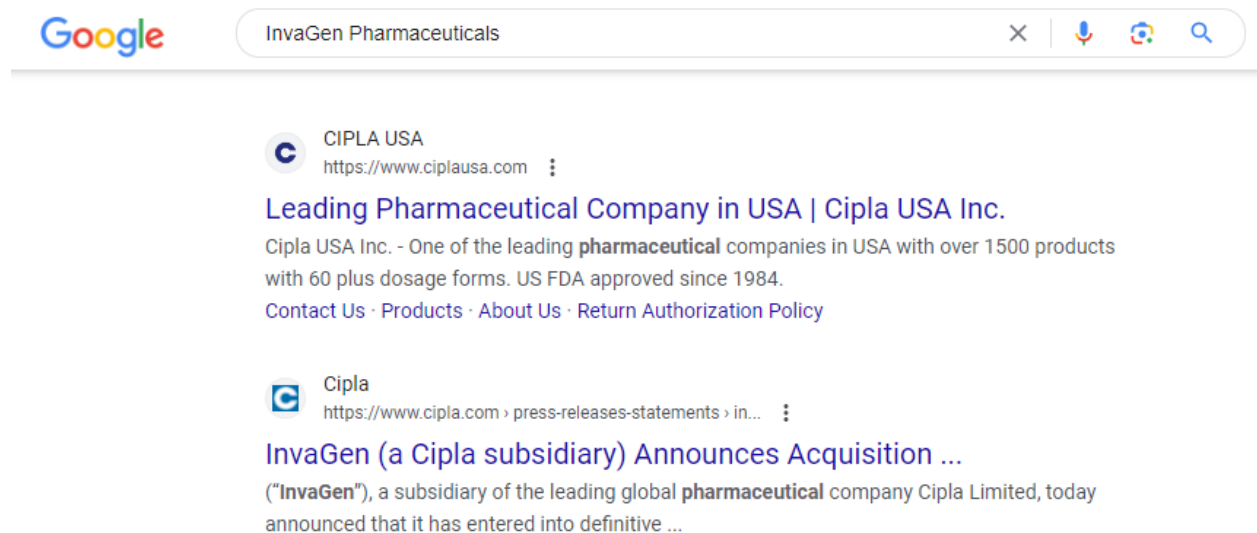 Google
InvaGen Pharmaceuticals
CIPLA USA
https://www.ciplausa.com
Leading Pharmaceutical Company in USA | Cipla USA Inc.
Cipla USA Inc. - One of the leading pharmaceutical companies in USA with over 1500 products
with 60 plus dosage forms. US FDA approved since 1984.
Contact Us · Products · About Us · Return Authorization Policy
Cipla
https://www.cipla.com › press-releases-statements › in...
InvaGen (a Cipla subsidiary) Announces Acquisition ...
(“InvaGen”), a subsidiary of the leading global pharmaceutical company Cipla Limited, today
announced that it has entered into definitive ...